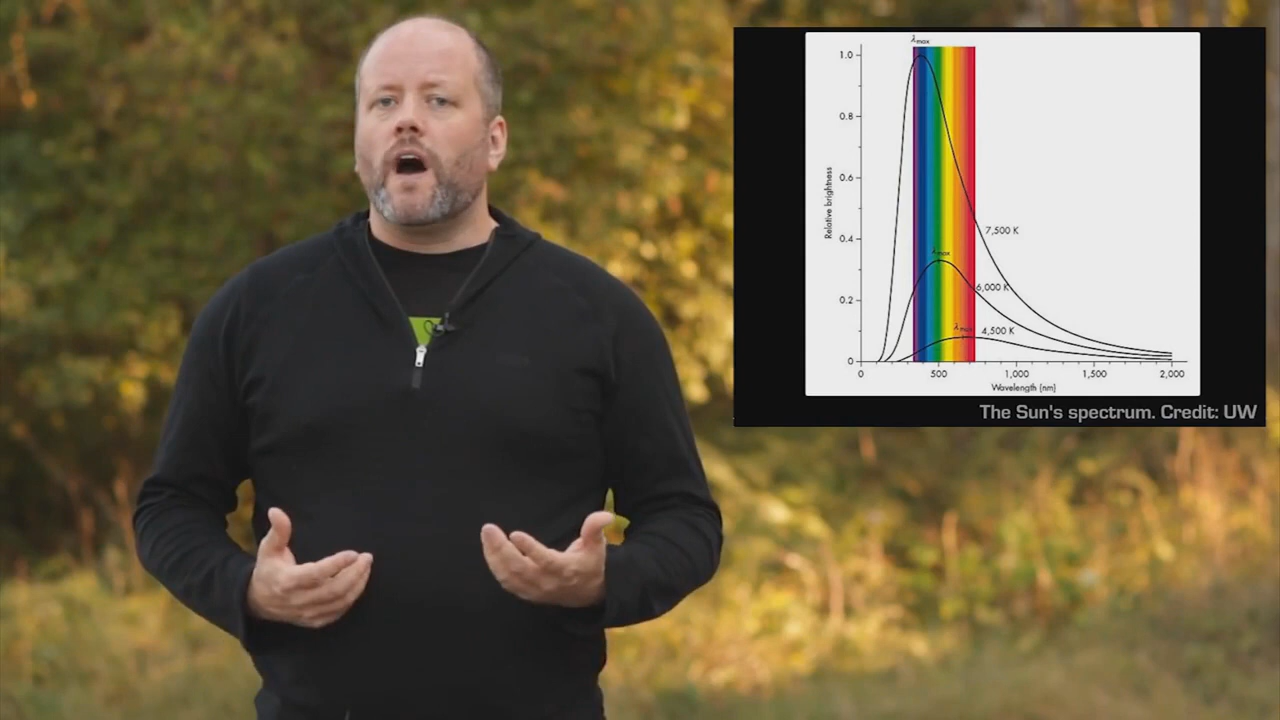 λmax
1.0
0.8
0.6
0.4
0.2
0
Relative brightness
7,500 K
λmax
6,000 K
λmax
4,500 K
0
500
1,000
1,500
2,000
Wavelength (nm)
The Sun's spectrum. Credit: UW